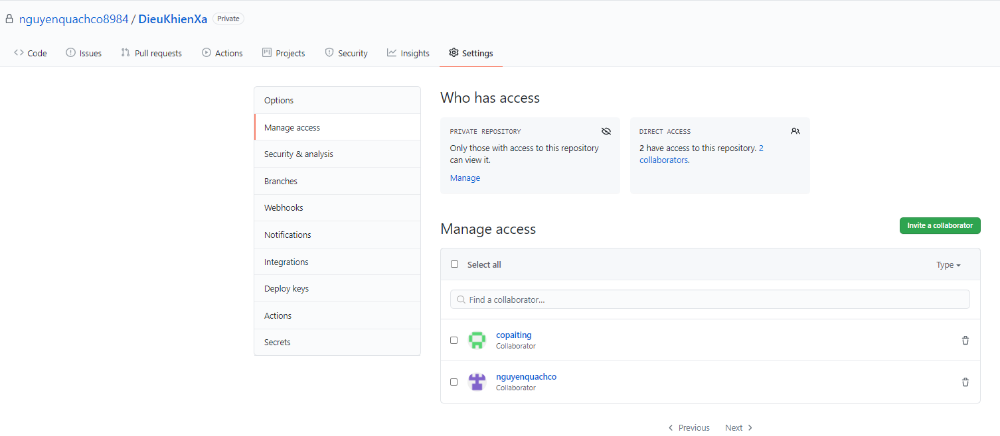 nguyenquachco8984 / DieuKhienXa Private
Code Issues Pull requests Actions Projects Security Insights Settings
Options
Manage access
Security & analysis
Branches
Webhooks
Notifications
Integrations
Deploy keys
Actions
Secrets
Who has access
PRIVATE REPOSITORY
Only those with access to this repository
can view it.
Manage
DIRECT ACCESS
2 have access to this repository. 2
collaborators.
Manage access
Invite a collaborator
Select all
Type
Find a collaborator...
copaiting
Collaborator
nguyenquachco
Collaborator
Previous Next